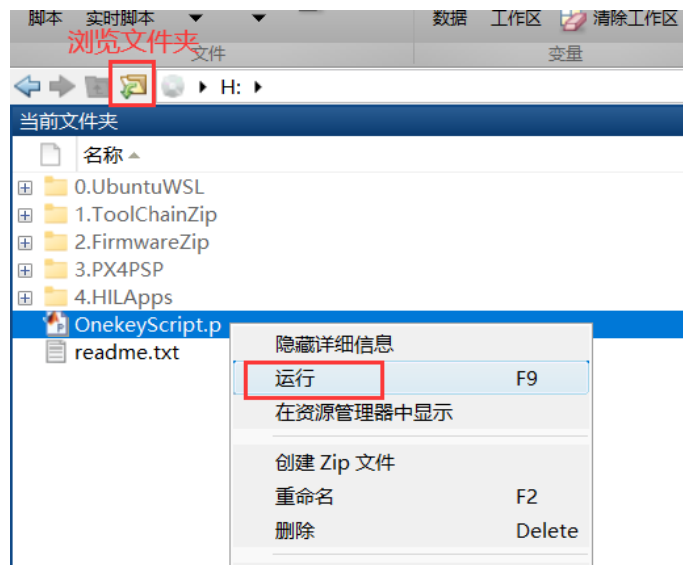 脚本 实时脚本 数据 工作区 清除工作区
浏览文件夹
文件 变量
H:
当前文件夹
名称
0.UbuntuWSL
1.ToolChainZip
2.FirmwareZip
3.PX4PSP
4.HILApps
OnekeyScript.p
readme.txt
隐藏详细信息
运行 F9
在资源管理器中显示
创建 Zip 文件
重命名 F2
删除 Delete